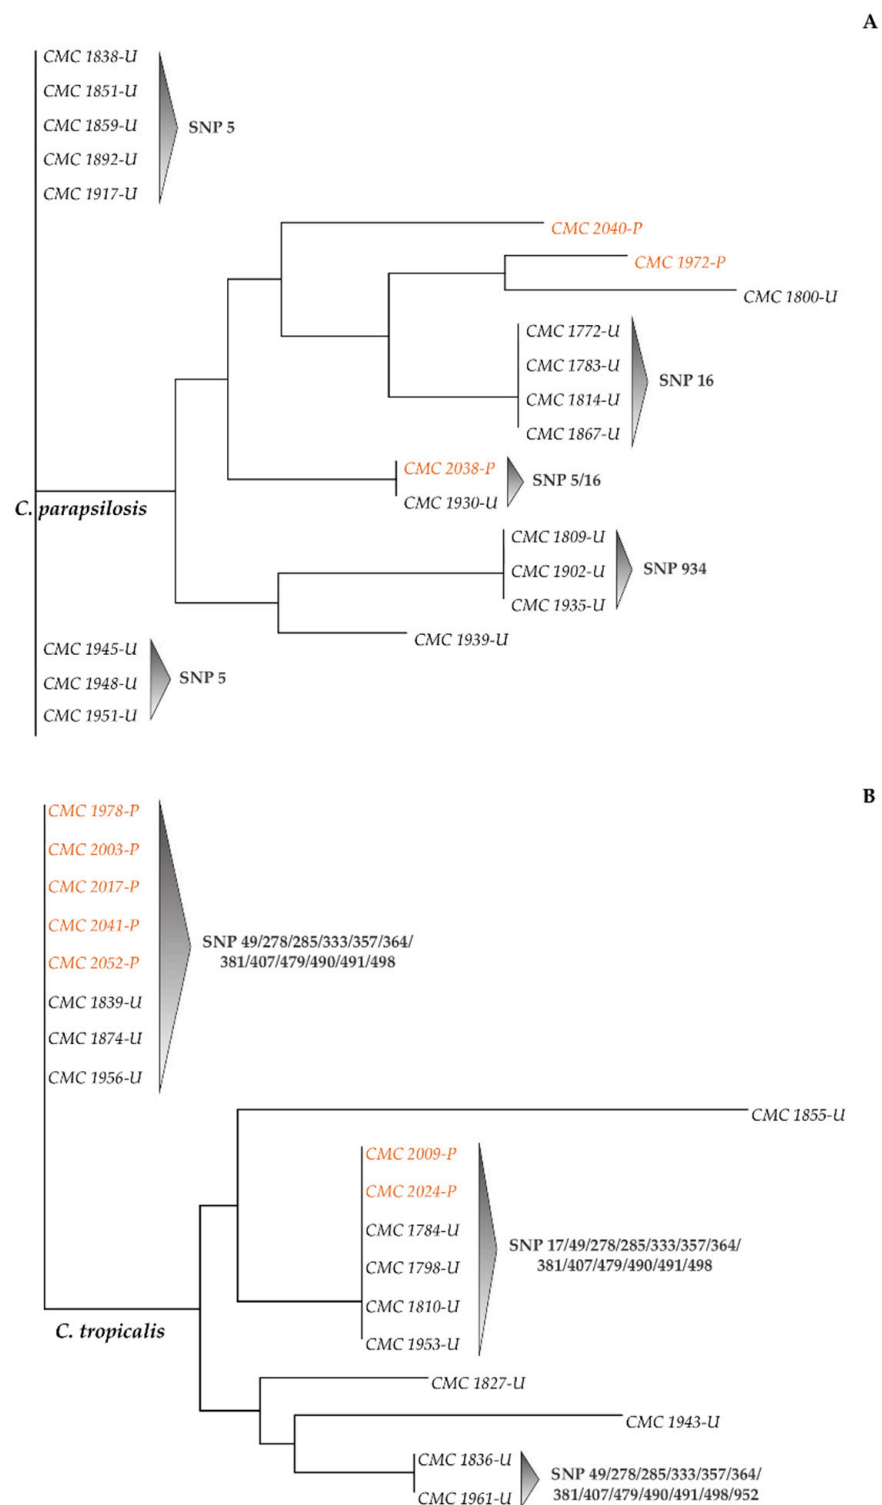 A
CMC 1838-U
CMC 1851-U
CMC 1859-U
CMC 1892-U
CMC 1917-U
SNP 5
CMC 2040-P
CMC 1972-P
CMC 1800-U
CMC 1772-U
CMC 1783-U
CMC 1814-U
CMC 1867-U
SNP 16
CMC 2038-P
CMC 1930-U
SNP 5/16
C. parapsilosis
CMC 1809-U
CMC 1902-U
CMC 1935-U
SNP 934
CMC 1939-U
CMC 1945-U
CMC 1948-U
CMC 1951-U
SNP 5
B
CMC 1978-P
CMC 2003-P
CMC 2017-P
CMC 2041-P
CMC 2052-P
CMC 1839-U
CMC 1874-U
CMC 1956-U
SNP 49/278/285/333/357/364/
381/407/479/490/491/498
CMC 1855-U
CMC 2009-P
CMC 2024-P
CMC 1784-U
CMC 1798-U
CMC 1810-U
CMC 1953-U
SNP 17/49/278/285/333/357/364/
381/407/479/490/491/498
C. tropicalis
CMC 1827-U
CMC 1943-U
CMC 1836-U
CMC 1961-U
SNP 49/278/285/333/357/364/
381/407/479/490/491/498/952